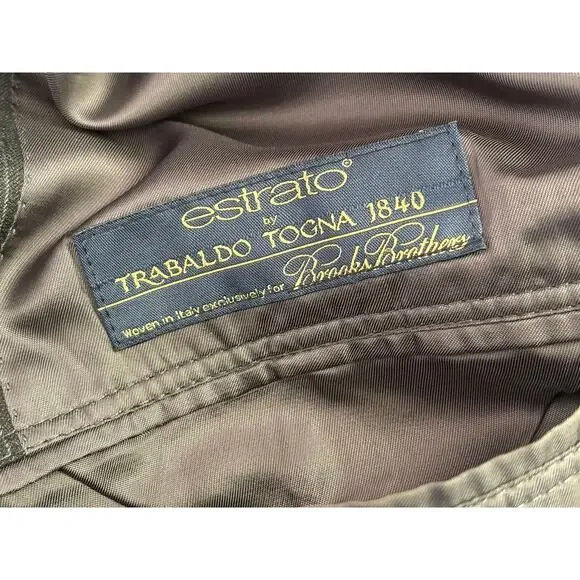 estrato®
by
TRABALDO TOGNA 1840
Woven in Italy exclusively for Brooks Brothers